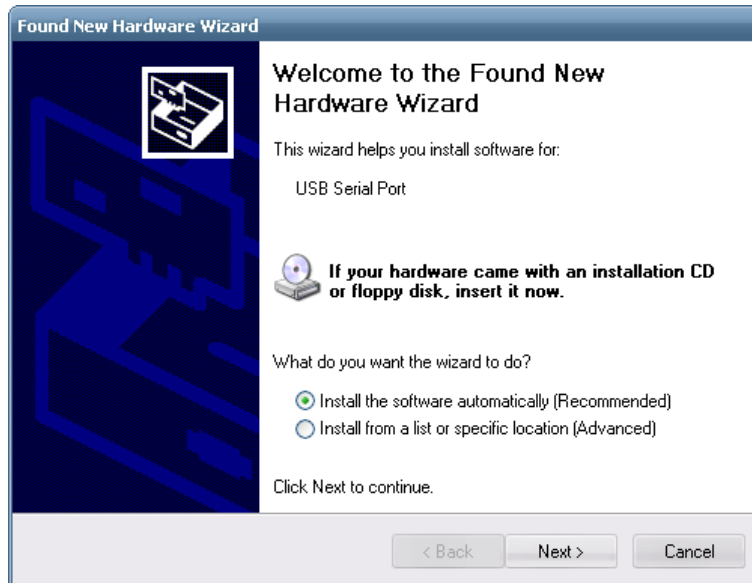 Found New Hardware Wizard
Welcome to the Found New
Hardware Wizard
This wizard helps you install software for:
USB Serial Port
If your hardware came with an installation CD
or floppy disk, insert it now.
What do you want the wizard to do?
Install the software automatically (Recommended)
Install from a list or specific location (Advanced)
Click Next to continue.
< Back
Next >
Cancel